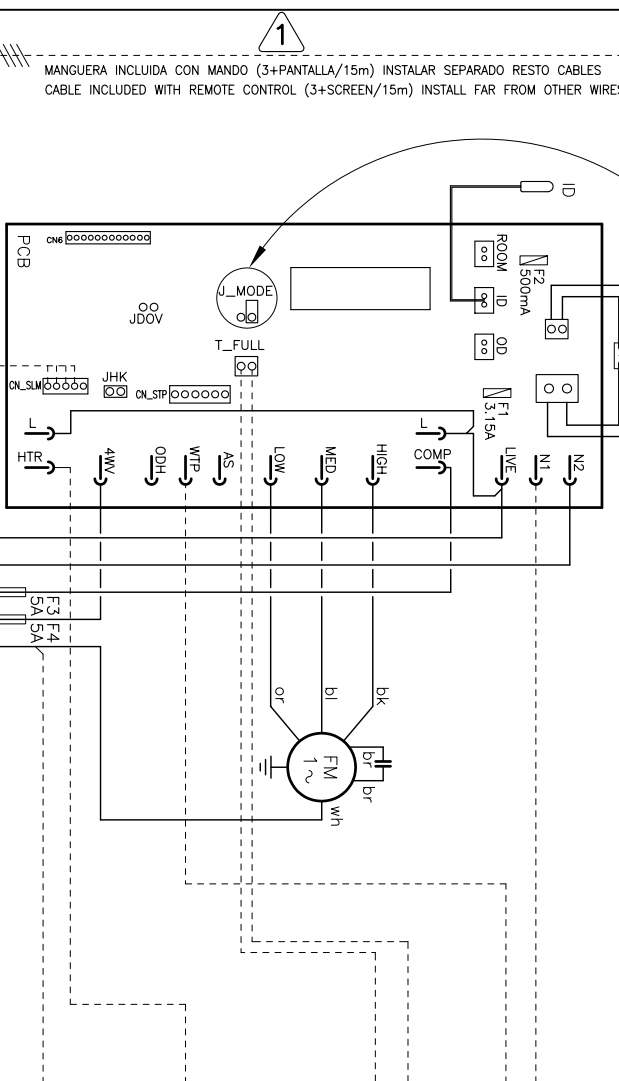 1
MANGUERA INCLUIDA CON MANDO (3+PANTALLA/15m) INSTALAR SEPARADO RESTO CABLES
CABLE INCLUDED WITH REMOTE CONTROL (3+SCREEN/15m) INSTALL FAR FROM OTHER WIRES
ID
PCB
CN6
ROOM
F2
500mA
J_MODE
ID
JDOV
T_FULL
OD
CN_SLM
JHK
CN_STP
F1
3.15A
L
L
HTR
4WV
ODH
WTP
AS
LOW
MED
HIGH
COMP
LIVE
N1
N2
F3
5A
F4
5A
or
bl
bk
FM
1 ~
br
br
wh